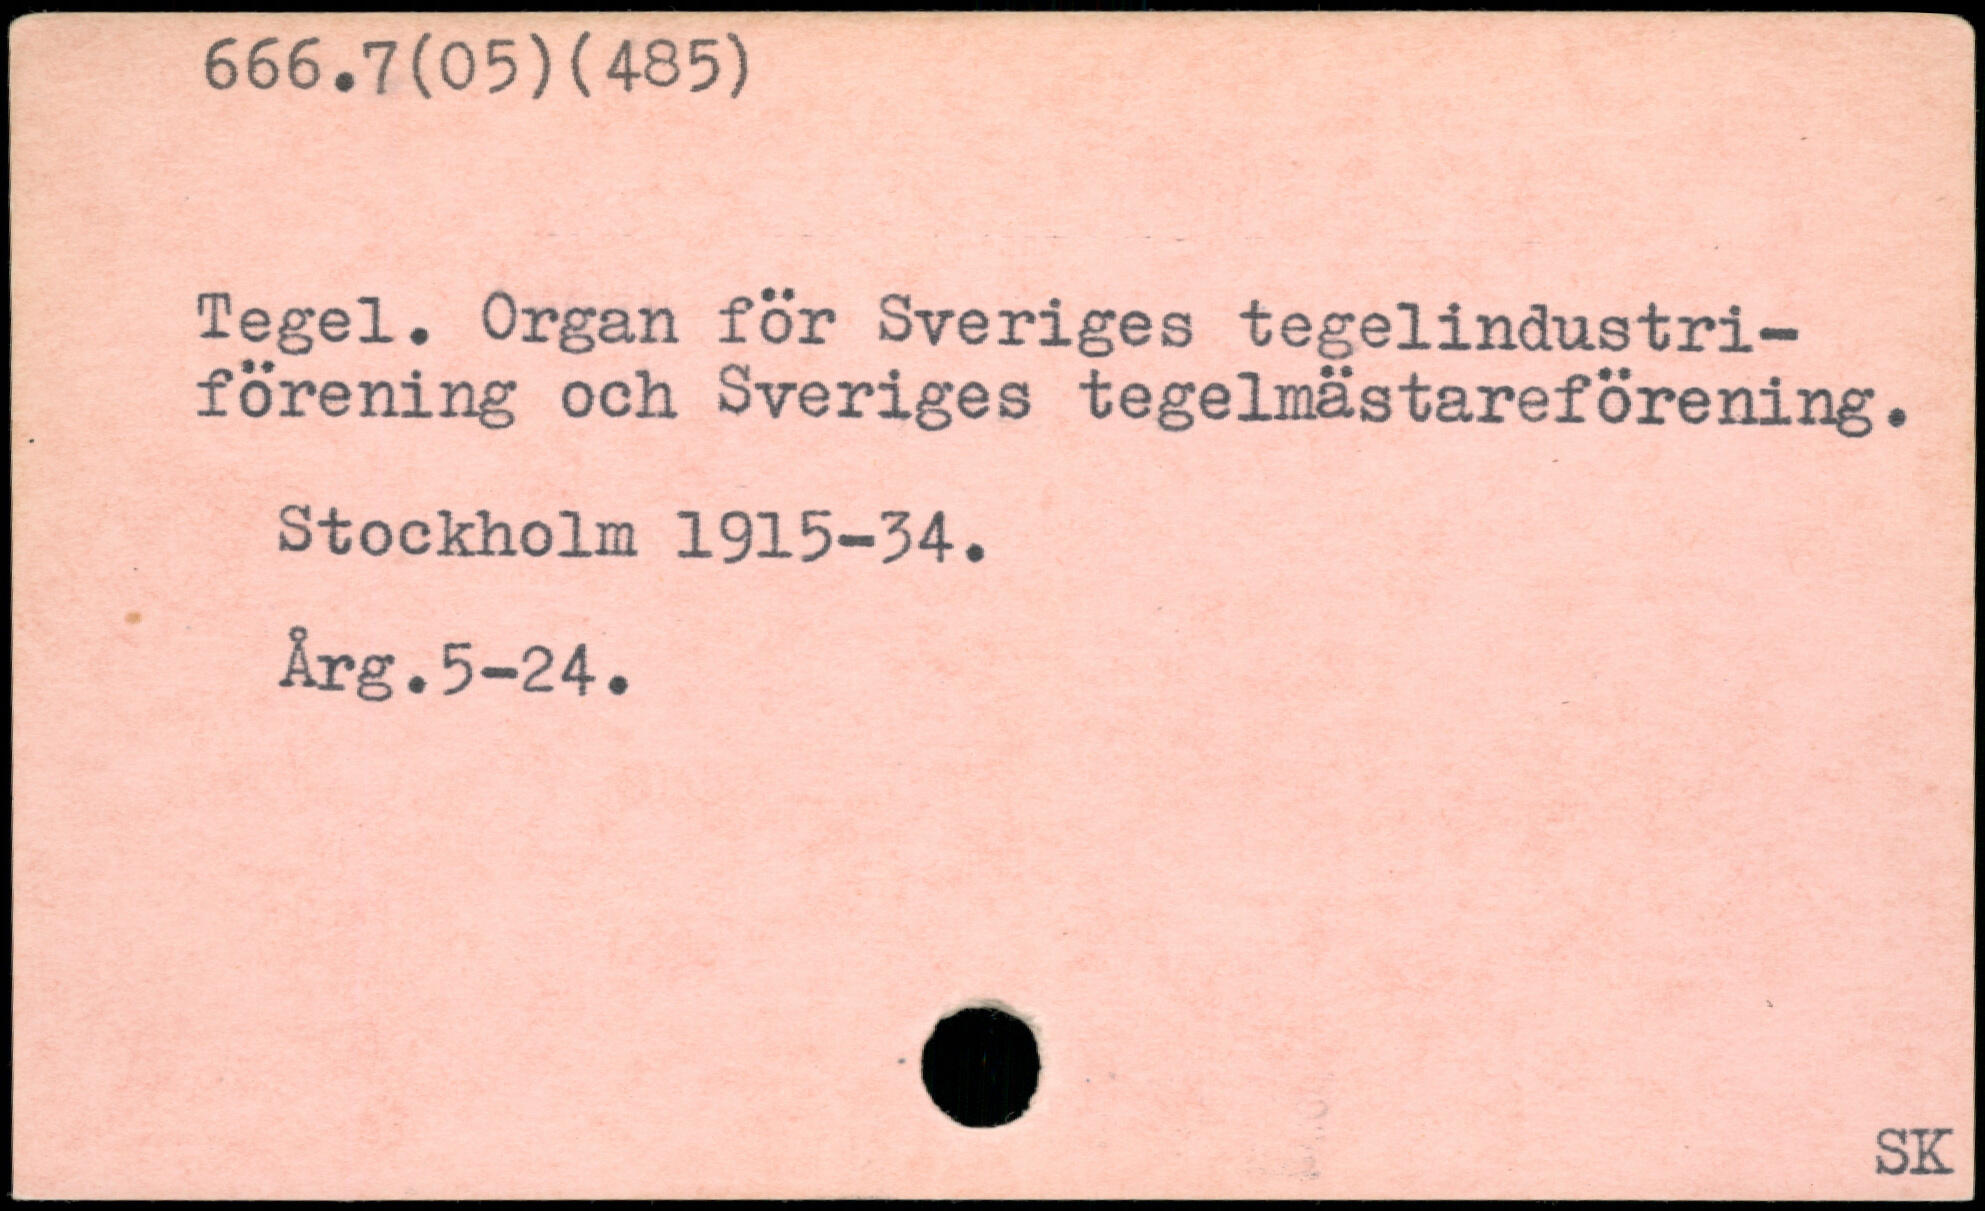 666.7(05)(485)
Tegel. Organ för Sveriges tegelindustri-
förening och Sveriges tegelmästareförening.
Stockholm 1915-34.
Årg.5-24.
SK